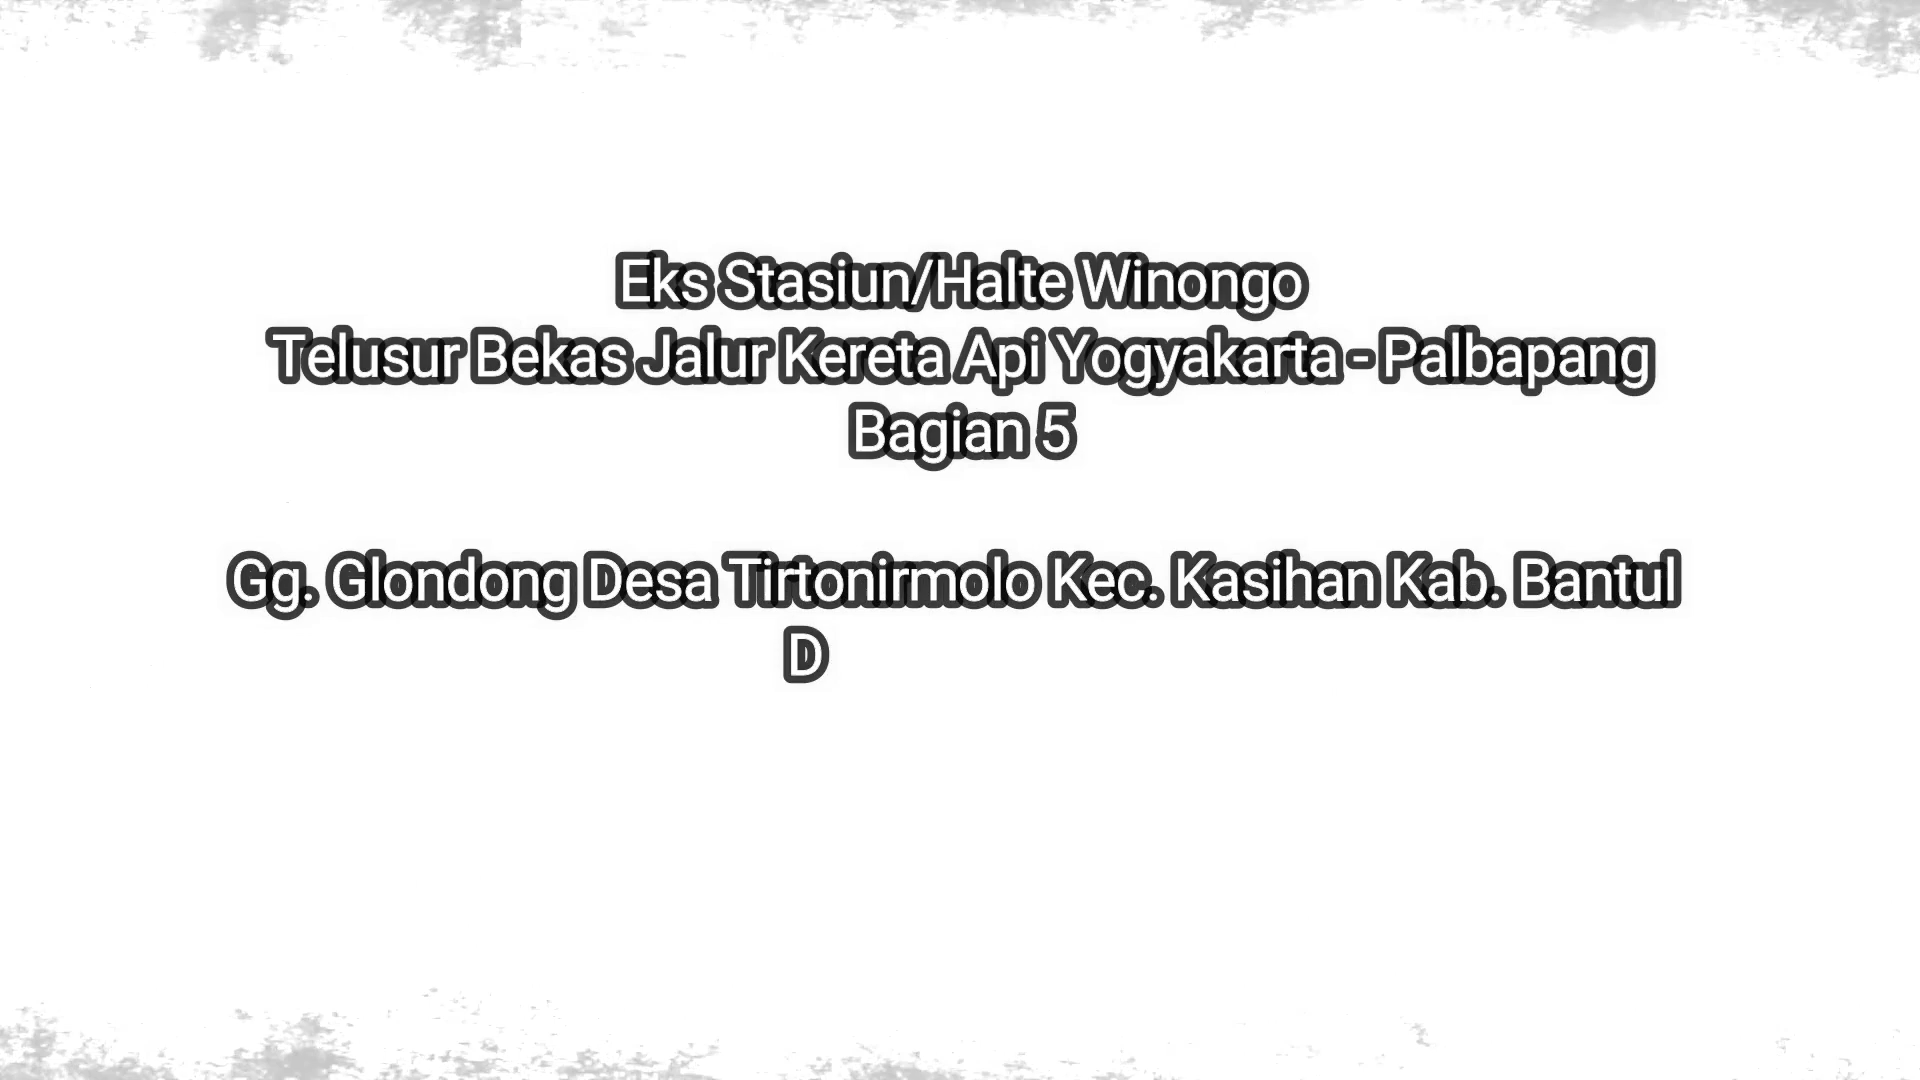 Eks Stasiun/Halte Winongo
Telusur Bekas Jalur Kereta Api Yogyakarta - Palbapang
Bagian 5
Gg. Glondong Desa Tirtonirmolo Kec. Kasihan Kab. Bantul
D